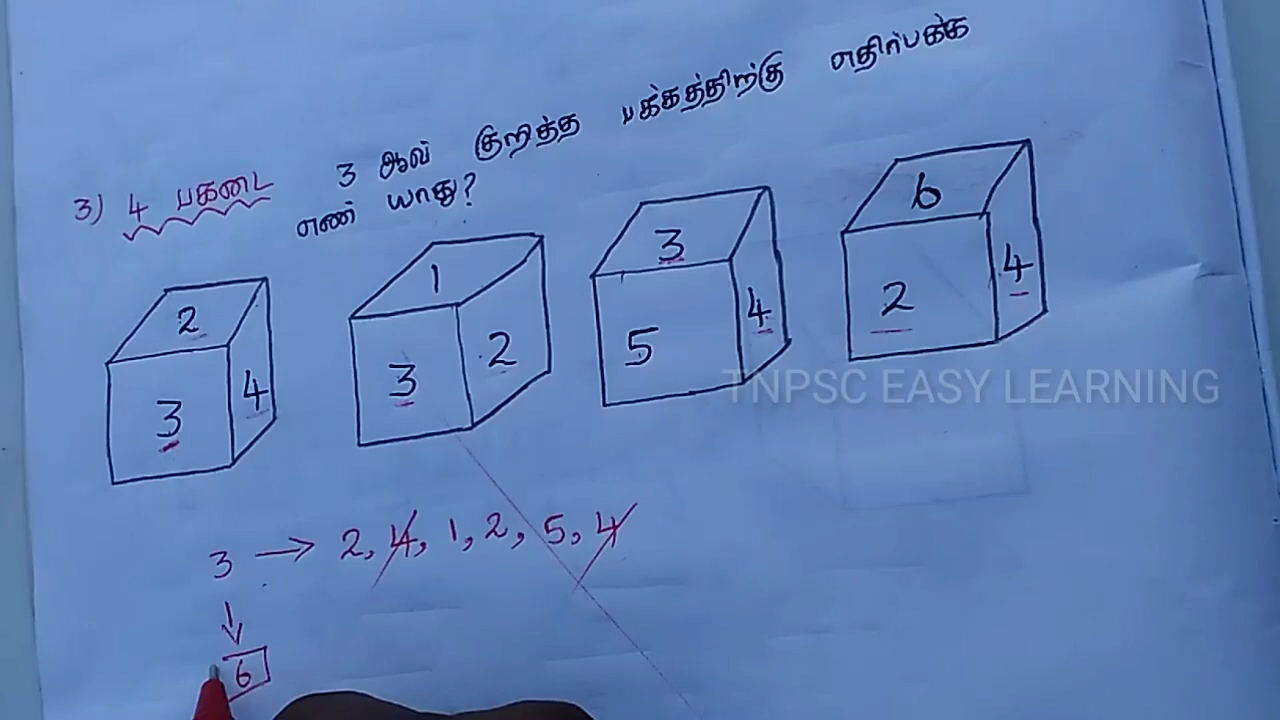 3) 4 பகடை 3 ஆல் குறித்த பக்கத்திற்கு எதிர்பக்க
எண் யாது?
2 3 4
1 3 2
3 5 4
6 2 4
TNPSC EASY LEARNING
3 → 2, 4, 1, 2, 5, 4
↓
6